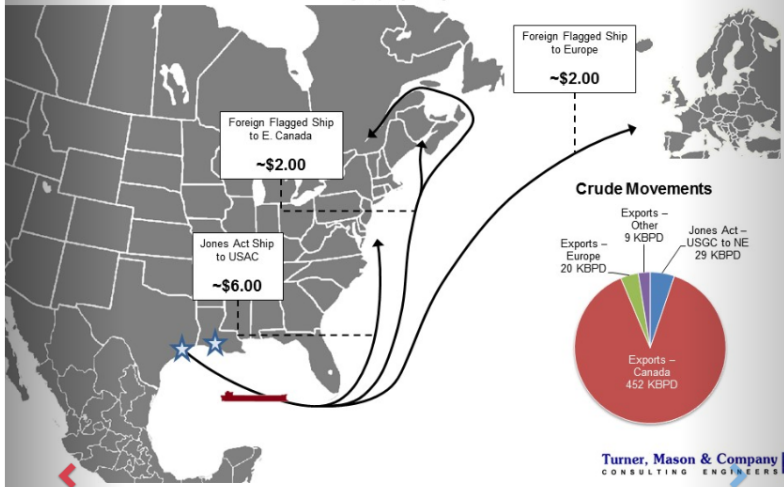 Foreign Flagged Ship
to Europe
~$2.00
Foreign Flagged Ship
to E. Canada
~$2.00
Jones Act Ship
to USAC
~$6.00
Crude Movements
Exports –
Other
9 KBPD
Jones Act –
USGC to NE
29 KBPD
Exports –
Europe
20 KBPD
Exports –
Canada
452 KBPD
Turner, Mason & Company
CONSULTING ENGINEERS